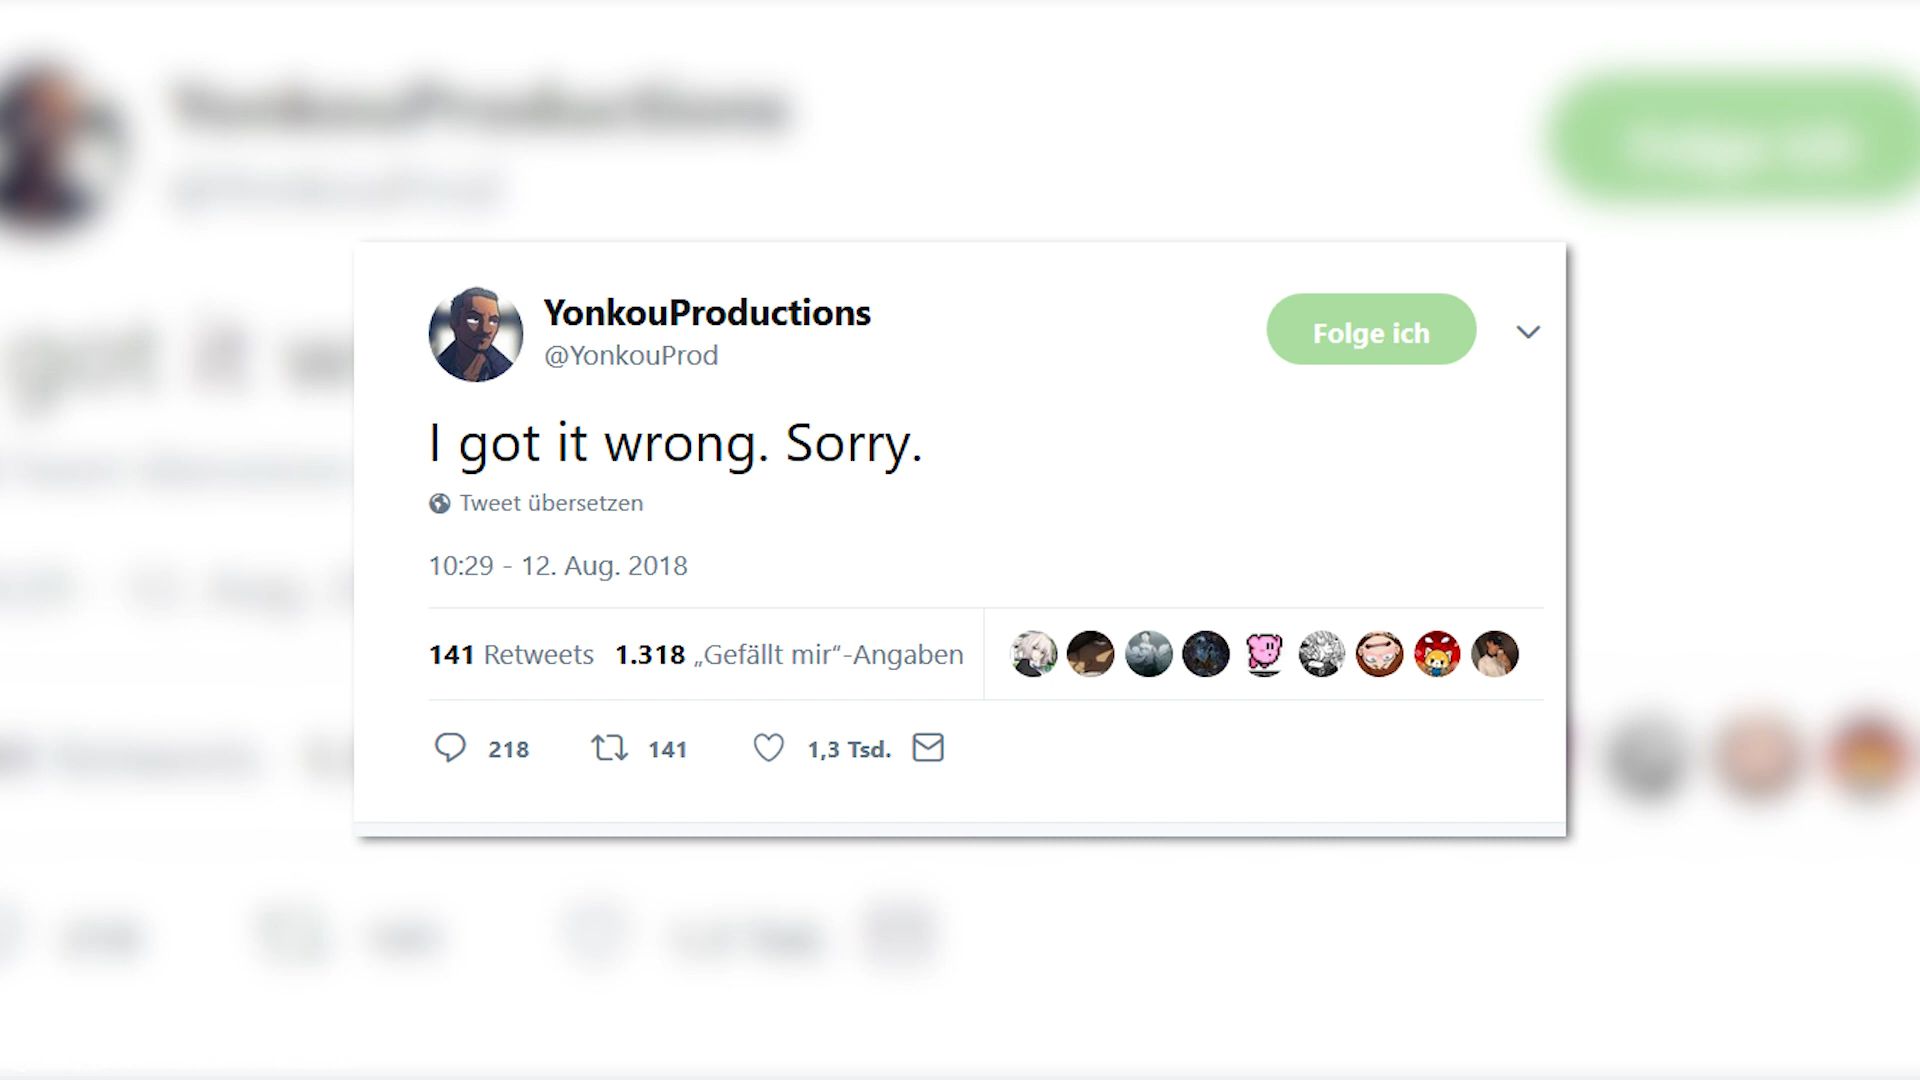 YonkouProductions
@YonkouProd
Folge ich
I got it wrong. Sorry.
Tweet übersetzen
10:29 - 12. Aug. 2018
141 Retweets 1.318 „Gefällt mir“-Angaben
218 141 1,3 Tsd.